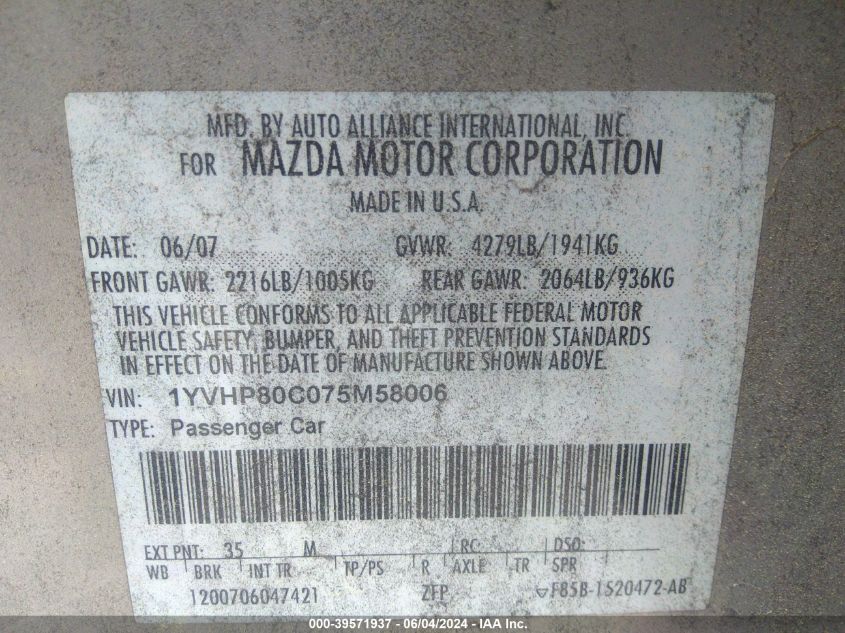 MFD. BY AUTO ALLIANCE INTERNATIONAL, INC.
FOR MAZDA MOTOR CORPORATION
MADE IN U.S.A.
DATE: 06/07 GVWR: 4279LB/1941KG
FRONT GAWR: 2216LB/1005KG REAR GAWR: 2064LB/936KG
THIS VEHICLE CONFORMS TO ALL APPLICABLE FEDERAL MOTOR
VEHICLE SAFETY, BUMPER, AND THEFT PREVENTION STANDARDS
IN EFFECT ON THE DATE OF MANUFACTURE SHOWN ABOVE.
VIN: 1YVHP80C075M58006
TYPE: Passenger Car
EXT PNT: 35 M RC: DSO:
WB BRK INT TR TP/PS R AXLE TR SPR
1200706047421 ZFP F85B-1520472-AB
000-39571937 - 06/04/2024 - IAA Inc.